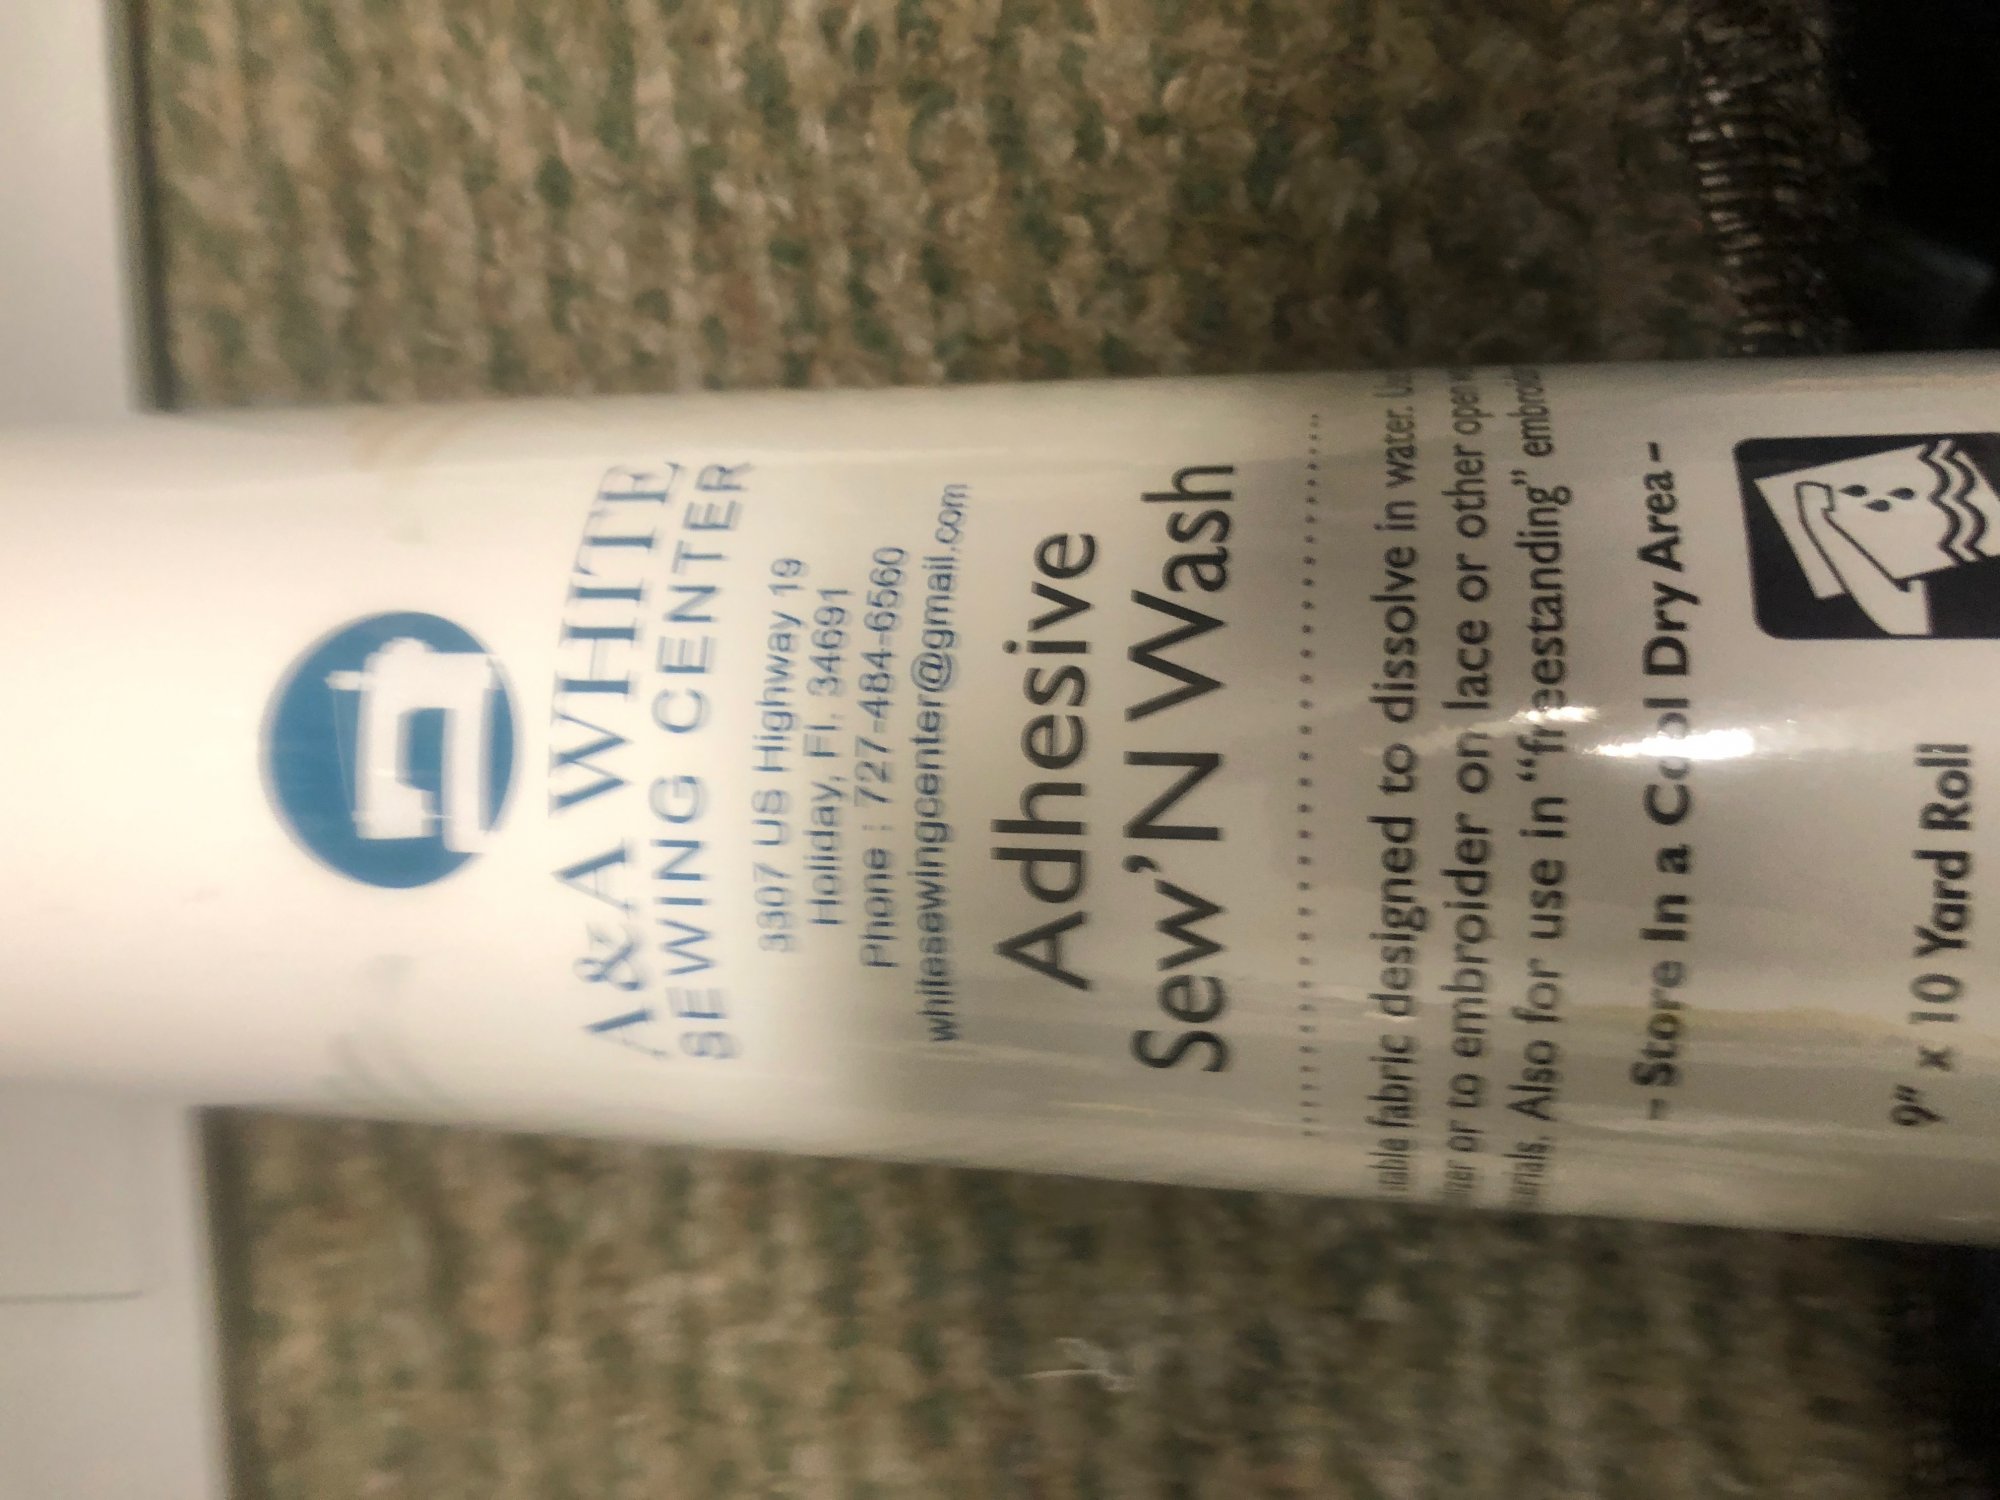 A&A WHITE
SEWING CENTER
3307 US Highway 19
Holiday, Fl. 34691
Phone : 727-484-6560
whitesewingcenter@gmail.com
Adhesive
Sew'N Wash
fabric designed to dissolve in water.
or to embroider on lace or other
Also for use in "freestanding"
- Store In a Cool Dry Area -
9" x 10 Yard Roll